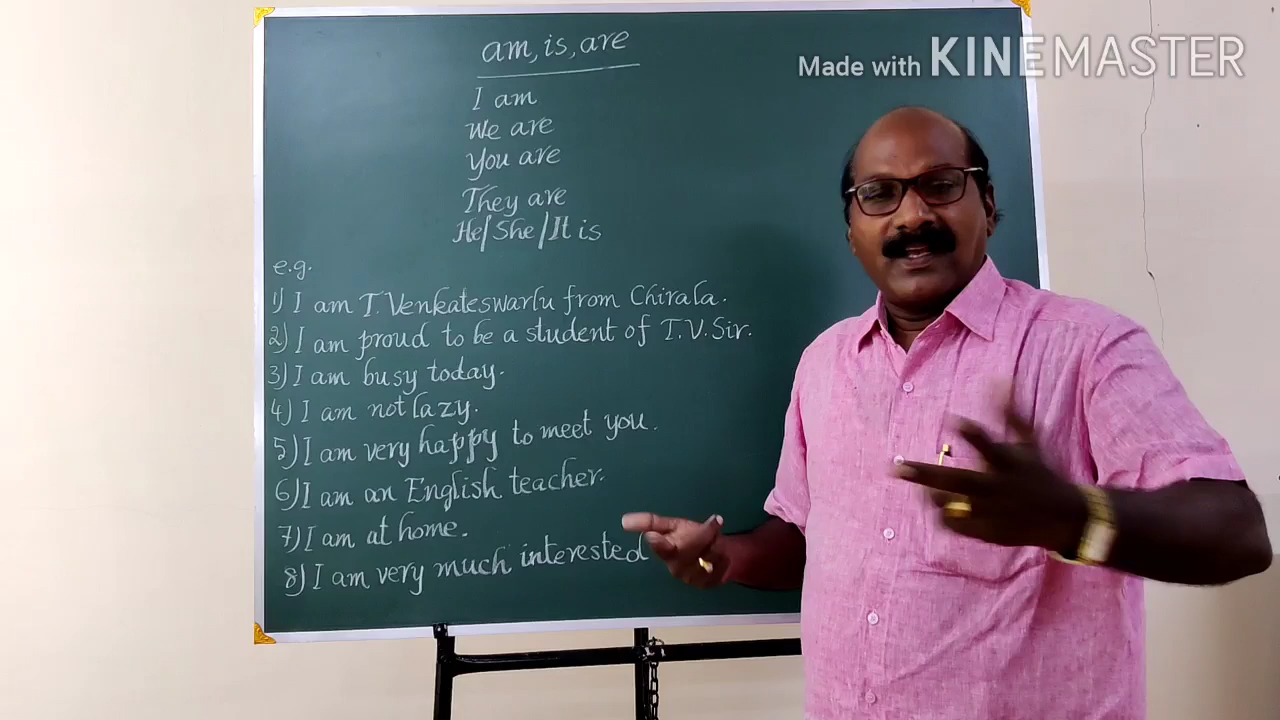 am, is, are
Made with KINEMASTER
I am
We are
You are
They are
He/She/It is
e.g.
1) I am T. Venkateswarlu from Chirala.
2) I am proud to be a student of T.V. Sir.
3) I am busy today.
4) I am not lazy.
5) I am very happy to meet you.
6) I am an English teacher.
7) I am at home.
8) I am very much interested